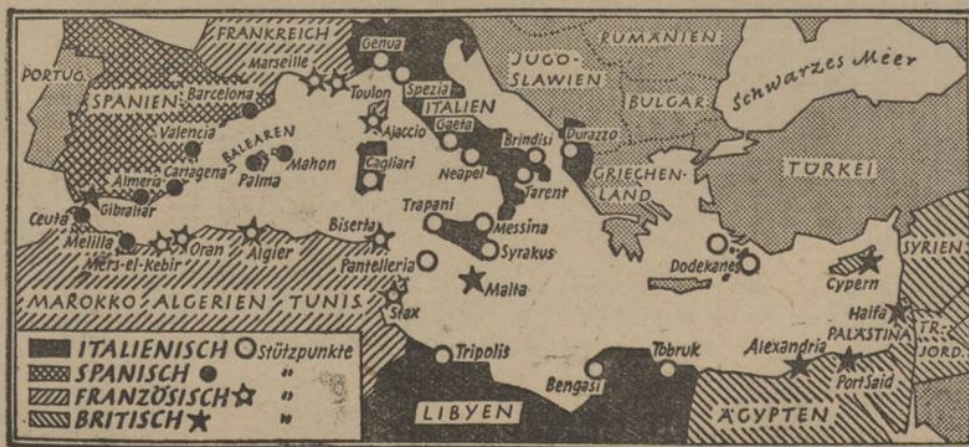 FRANKREICH
Genua
RUMÄNIEN
JUGO-
SLAWIEN
Schwarzes Meer
PORTUG.
Marseille
Toulon
Spezia
SPANIEN
Barcelona
ITALIEN
BULGAR
Valencia
Ajaccio
Gaeta
Brindisi
Durazzo
BALEAREN
Cagliari
Mahon
Neapel
Tarent
GRIECHEN-
LAND
TÜRKEI
Cartagena
Palma
Almeria
Gibraltar
Ceuta
Trapani
Messina
Biserta
Melilla
Oran
Algier
Syrakus
SYRIEN
Mers-el-Kebir
Pantelleria
Dodekanes
Cypern
Malta
MAROKKO ALGERIEN TUNIS
Sfax
Haifa
PALÄSTINA
TR.-
JORD.
ITALIENISCH Stützpunkte
SPANISCH "
FRANZÖSISCH "
BRITISCH "
Tripolis
Bengasi
Tobruk
Alexandria
Port Said
LIBYEN
ÄGYPTEN